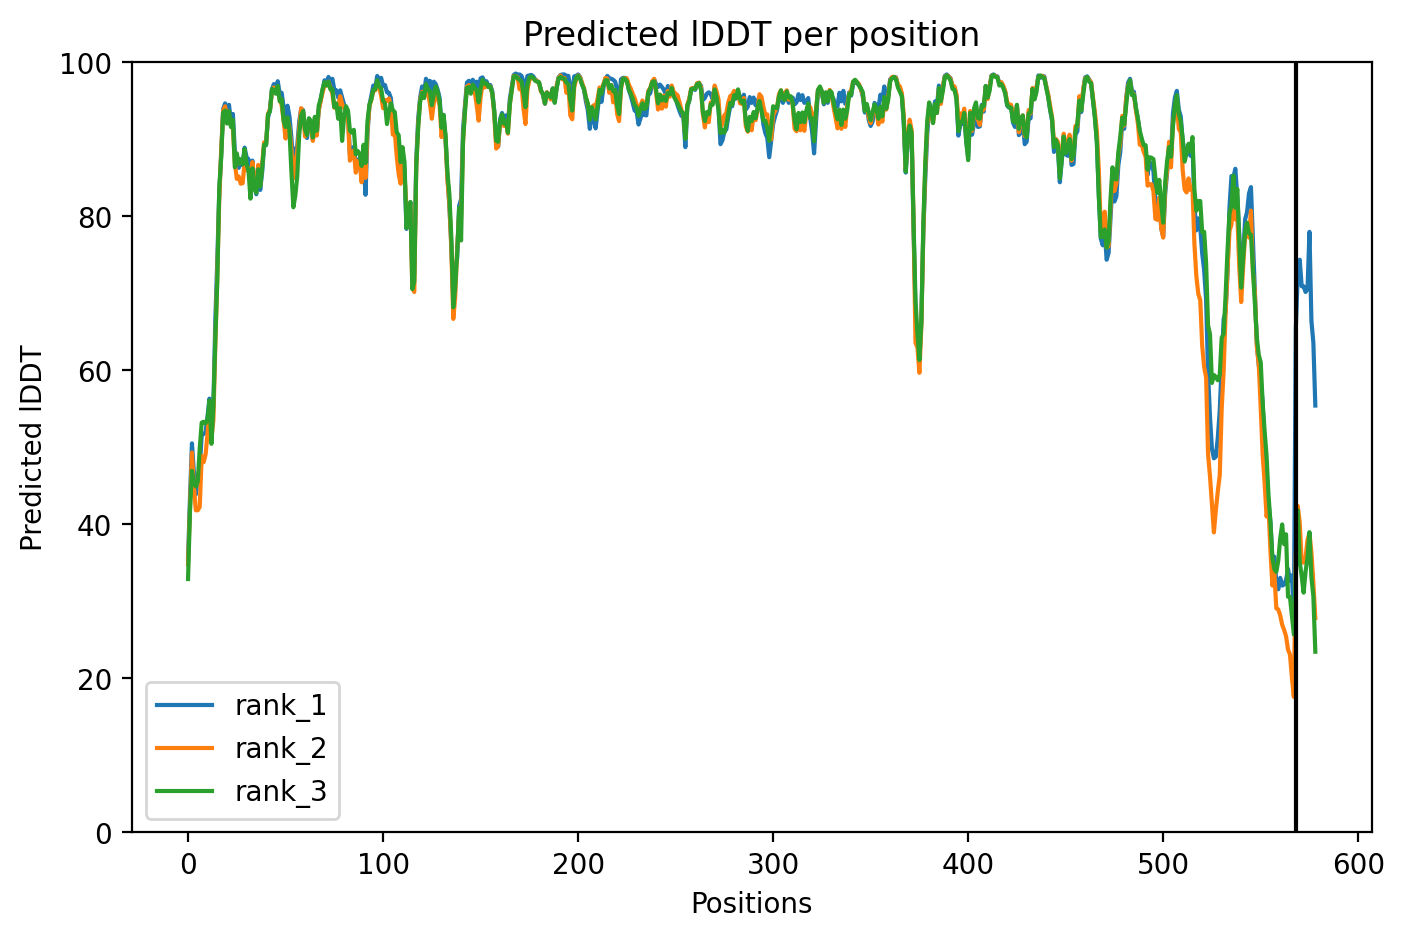 Predicted lDDT per position
100
80
60
40
20
0
Predicted lDDT
rank_1
rank_2
rank_3
0 100 200 300 400 500 600
Positions